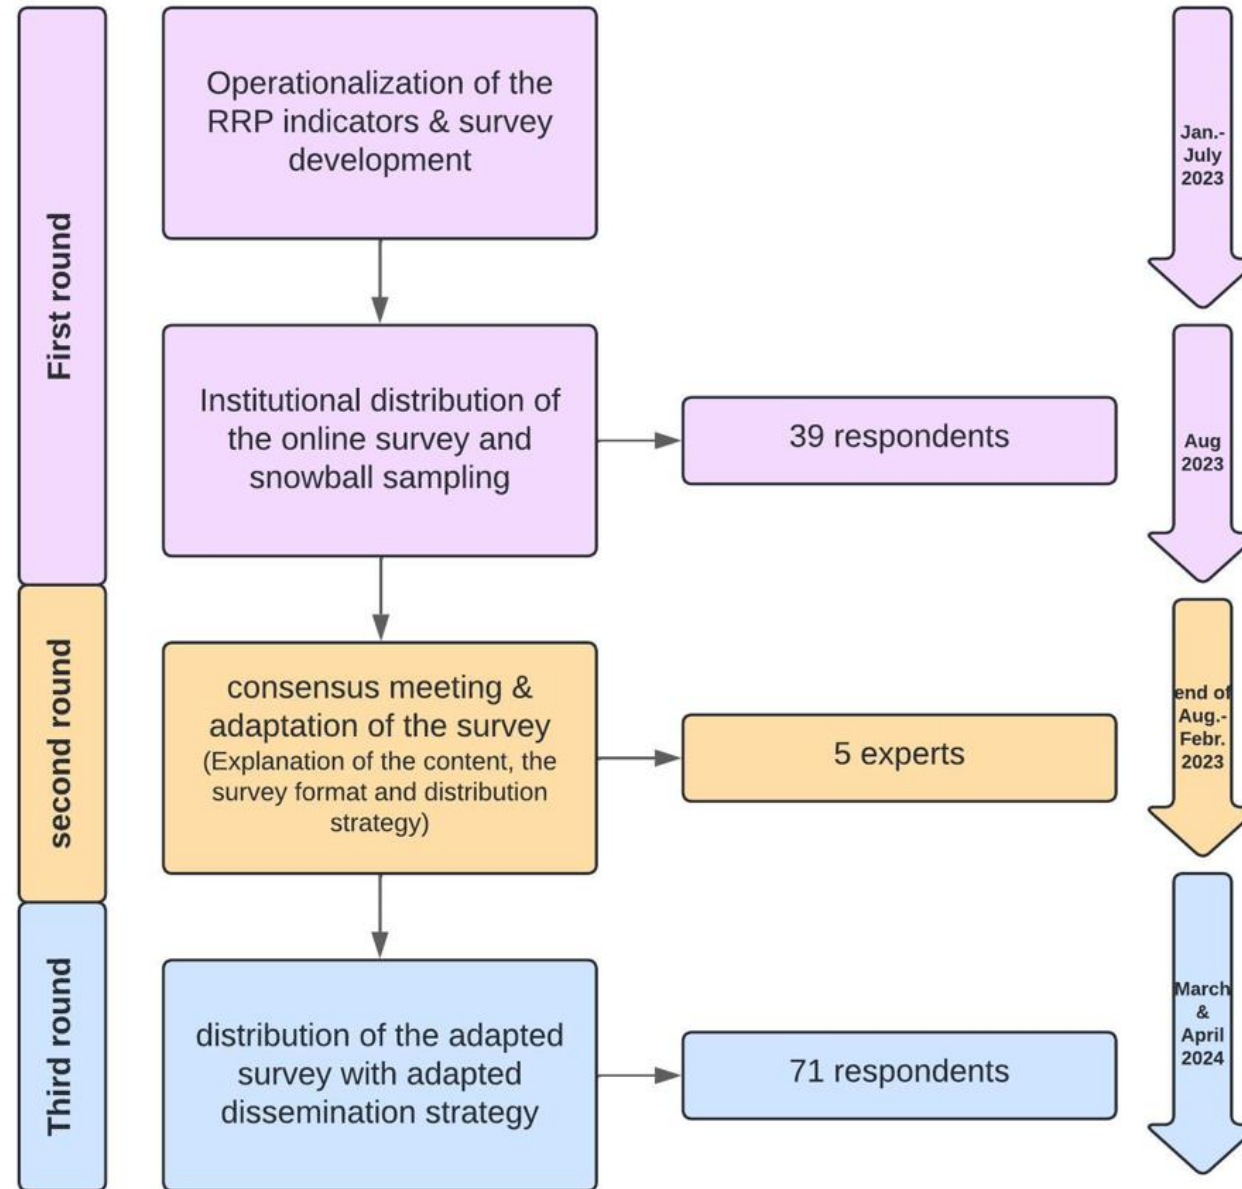 First round
Operationalization of the
RRP indicators & survey
development
Jan.-
July
2023
Institutional distribution of
the online survey and
snowball sampling
39 respondents
Aug
2023
second round
consensus meeting &
adaptation of the survey
(Explanation of the content, the
survey format and distribution
strategy)
5 experts
end of
Aug.-
Febr.
2023
Third round
distribution of the adapted
survey with adapted
dissemination strategy
71 respondents
March
&
April
2024